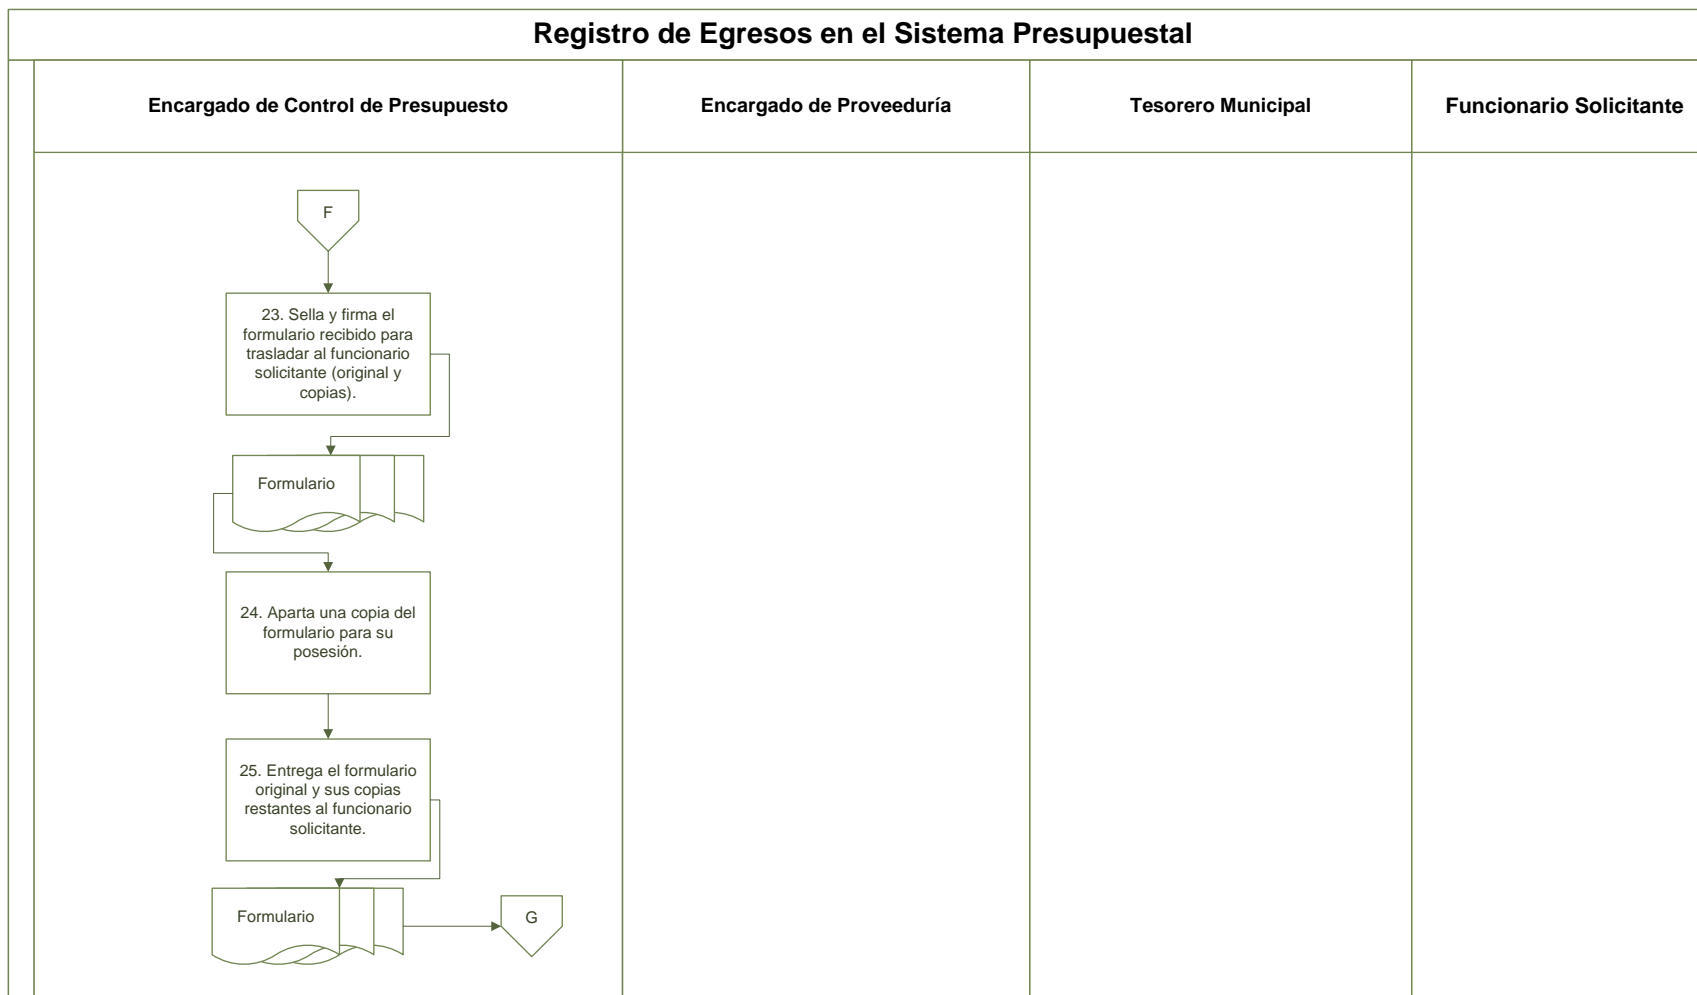 Registro de Egresos en el Sistema Presupuestal
Encargado de Control de Presupuesto
Encargado de Proveeduría
Tesorero Municipal
Funcionario Solicitante
F
23. Sella y firma el
formulario recibido para
trasladar al funcionario
solicitante (original y
copias).
Formulario
24. Aparta una copia del
formulario para su
posesión.
25. Entrega el formulario
original y sus copias
restantes al funcionario
solicitante.
Formulario
G